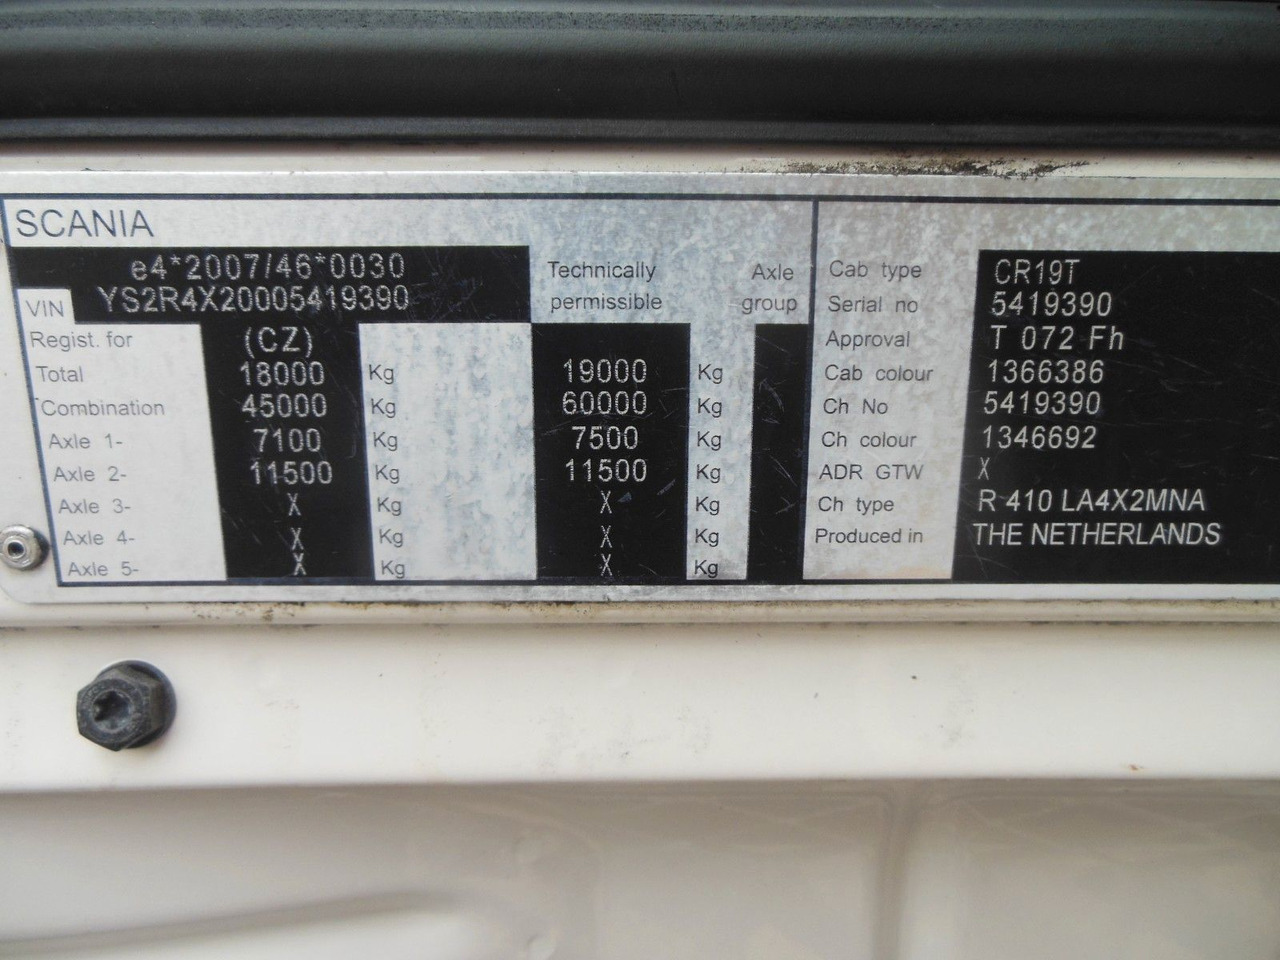 SCANIA
e4*2007/46*0030 Technically Axle Cab type CR19T
VIN YS2R4X20005419390 permissible group Serial no 5419390
Regist. for (CZ) Approval T 072 Fh
Total 18000 Kg 19000 Kg Cab colour 1366386
Combination 45000 Kg 60000 Kg Ch No 5419390
Axle 1- 7100 Kg 7500 Kg Ch colour 1346692
Axle 2- 11500 Kg 11500 Kg ADR GTW X
Axle 3- X Kg X Kg Ch type R 410 LA4X2MNA
Axle 4- X Kg X Kg Produced in THE NETHERLANDS
Axle 5- X Kg X Kg